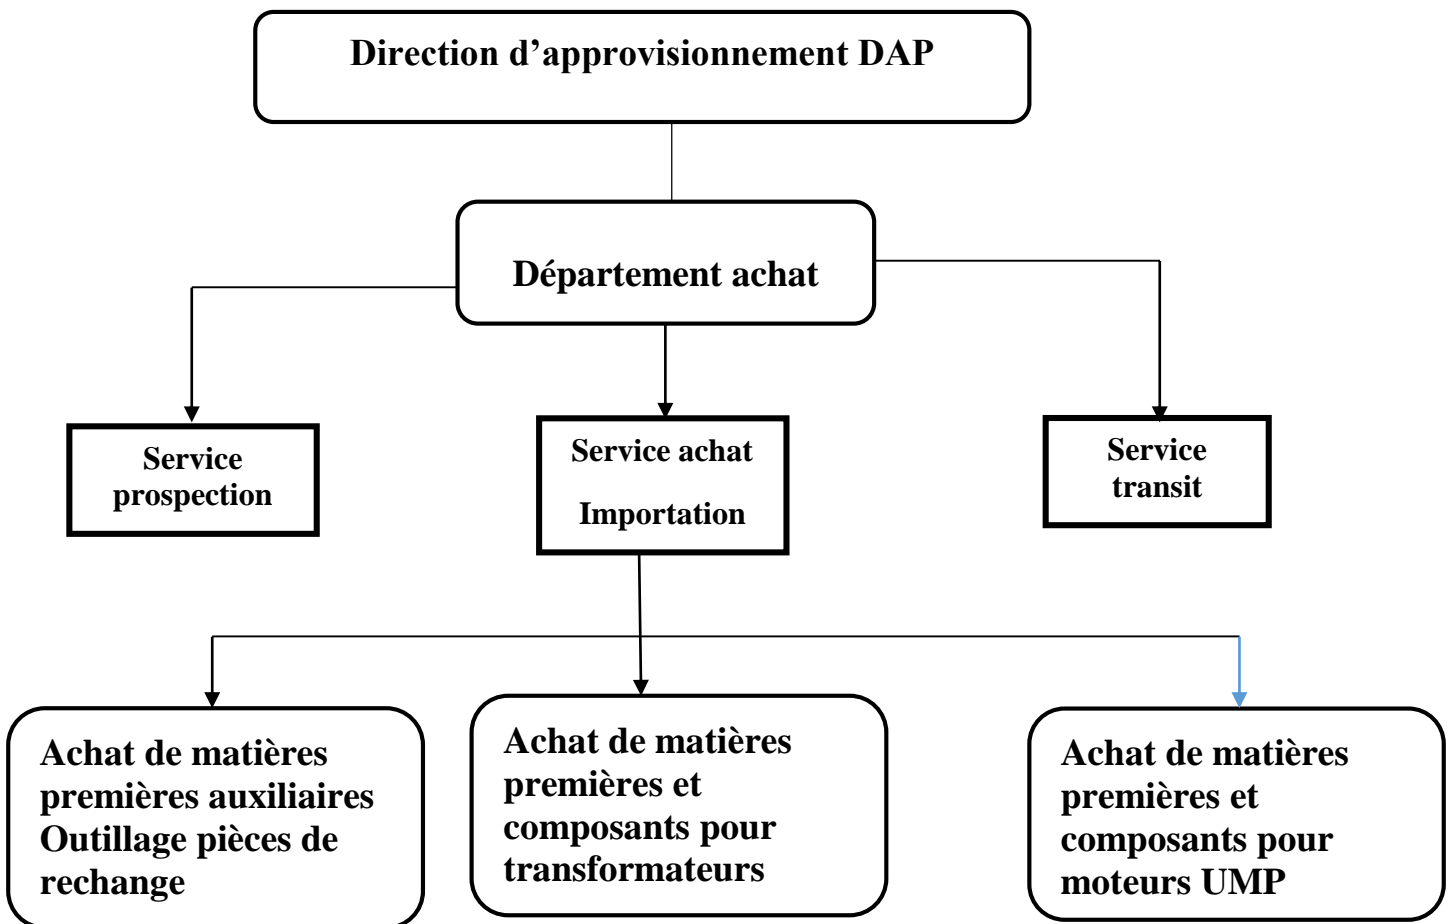 Direction d’approvisionnement DAP
Département achat
Service
prospection
Service achat
Importation
Service
transit
Achat de matières
premières auxiliaires
Outillage pièces de
rechange
Achat de matières
premières et
composants pour
transformateurs
Achat de matières
premières et
composants pour
moteurs UMP